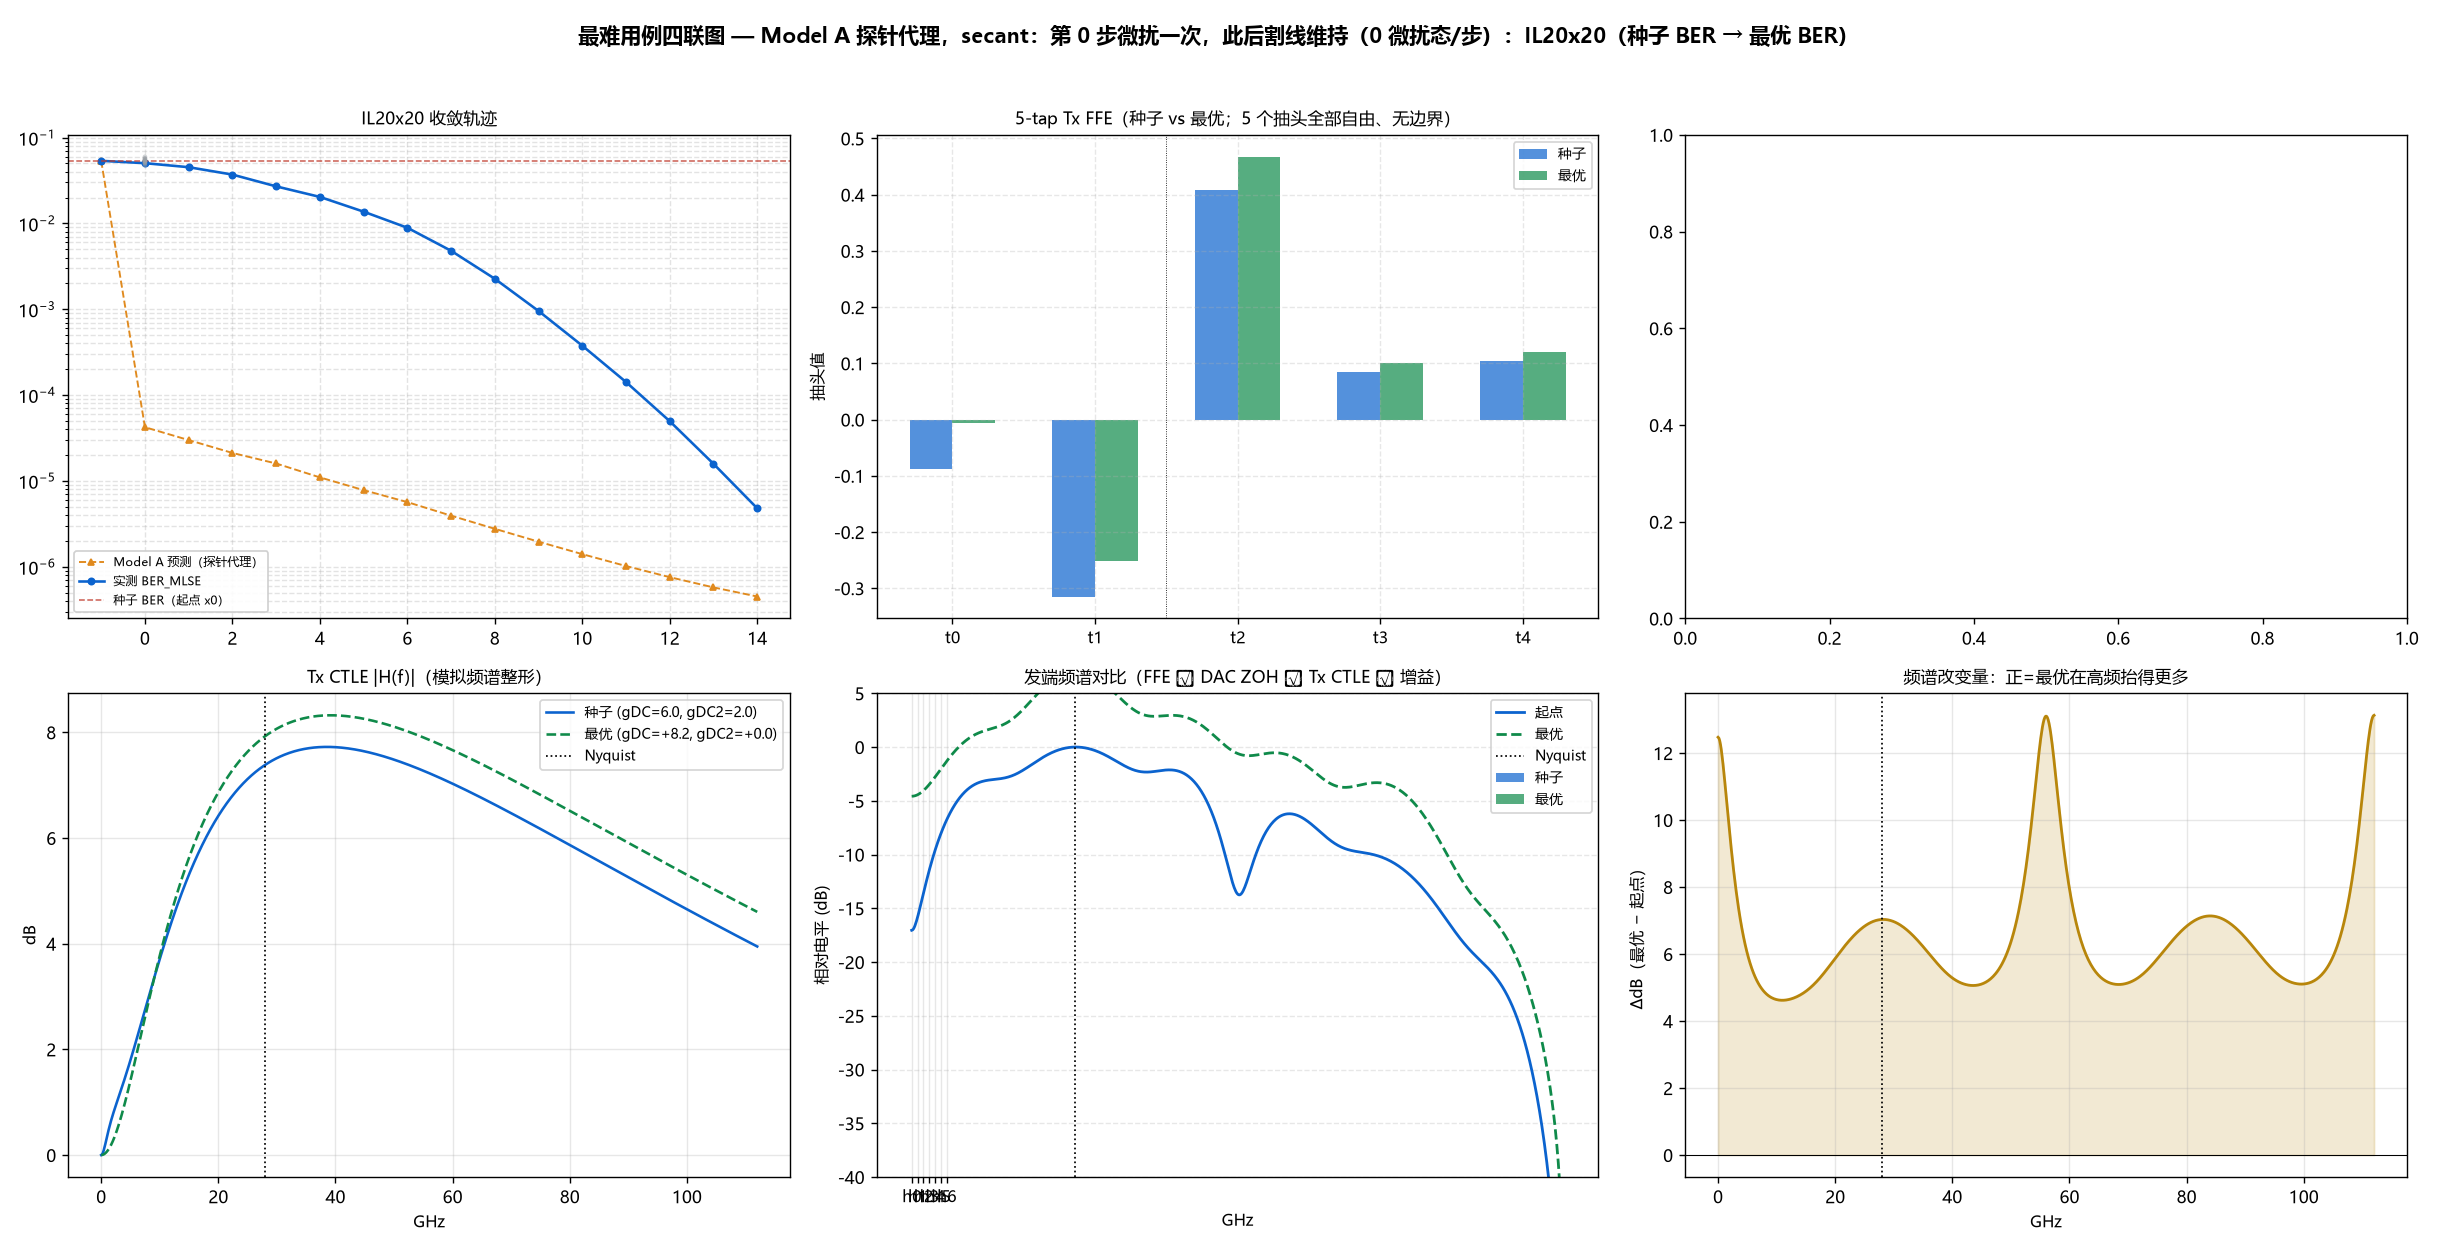 最难用例四联图 — Model A 探针代理，secant：第 0 步微扰一次，此后割线维持（0 微扰态/步）：IL20x20（种子 BER → 最优 BER）
IL20x20 收敛轨迹
10⁻¹
10⁻²
10⁻³
10⁻⁴
10⁻⁵
10⁻⁶
Model A 预测（探针代理）
实测 BER_MLSE
种子 BER（起点 x0）
0 2 4 6 8 10 12 14
5-tap Tx FFE（种子 vs 最优；5 个抽头全部自由、无边界）
抽头值
0.5
0.4
0.3
0.2
0.1
0.0
-0.1
-0.2
-0.3
种子
最优
t0 t1 t2 t3 t4
1.0
0.8
0.6
0.4
0.2
0.0
0.0 0.2 0.4 0.6 0.8 1.0
Tx CTLE |H(f)|（模拟频谱整形）
dB
8
6
4
2
0
种子 (gDC=6.0, gDC2=2.0)
最优 (gDC=+8.2, gDC2=+0.0)
Nyquist
0 20 40 60 80 100
GHz
发端频谱对比（FFE DAC ZOH Tx CTLE 增益）
相对电平 (dB)
5
0
-5
-10
-15
-20
-25
-30
-35
-40
起点
最优
Nyquist
种子
最优
GHz
频谱改变量：正=最优在高频抬得更多
ΔdB（最优 − 起点）
12
10
8
6
4
2
0
0 20 40 60 80 100
GHz